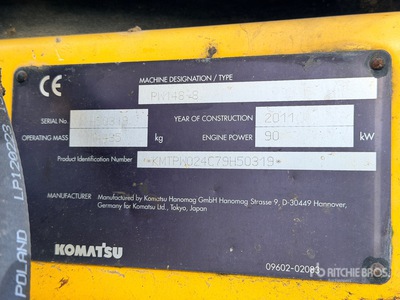 CE
MACHINE DESIGNATION / TYPE
PW148-8
SERIAL No.
YEAR OF CONSTRUCTION 2011
OPERATING MASS kg ENGINE POWER 90 kW
Product Identification Number *KMTPW024C79H50319*
MANUFACTURER Manufactured by Komatsu Hanomag GmbH Hanomag Strasse 9, D-30449 Hannover,
Germany for Komatsu Ltd., Tokyo, Japan
KOMATSU
09602-02083
POLAND LP120223
RITCHIE BROS.